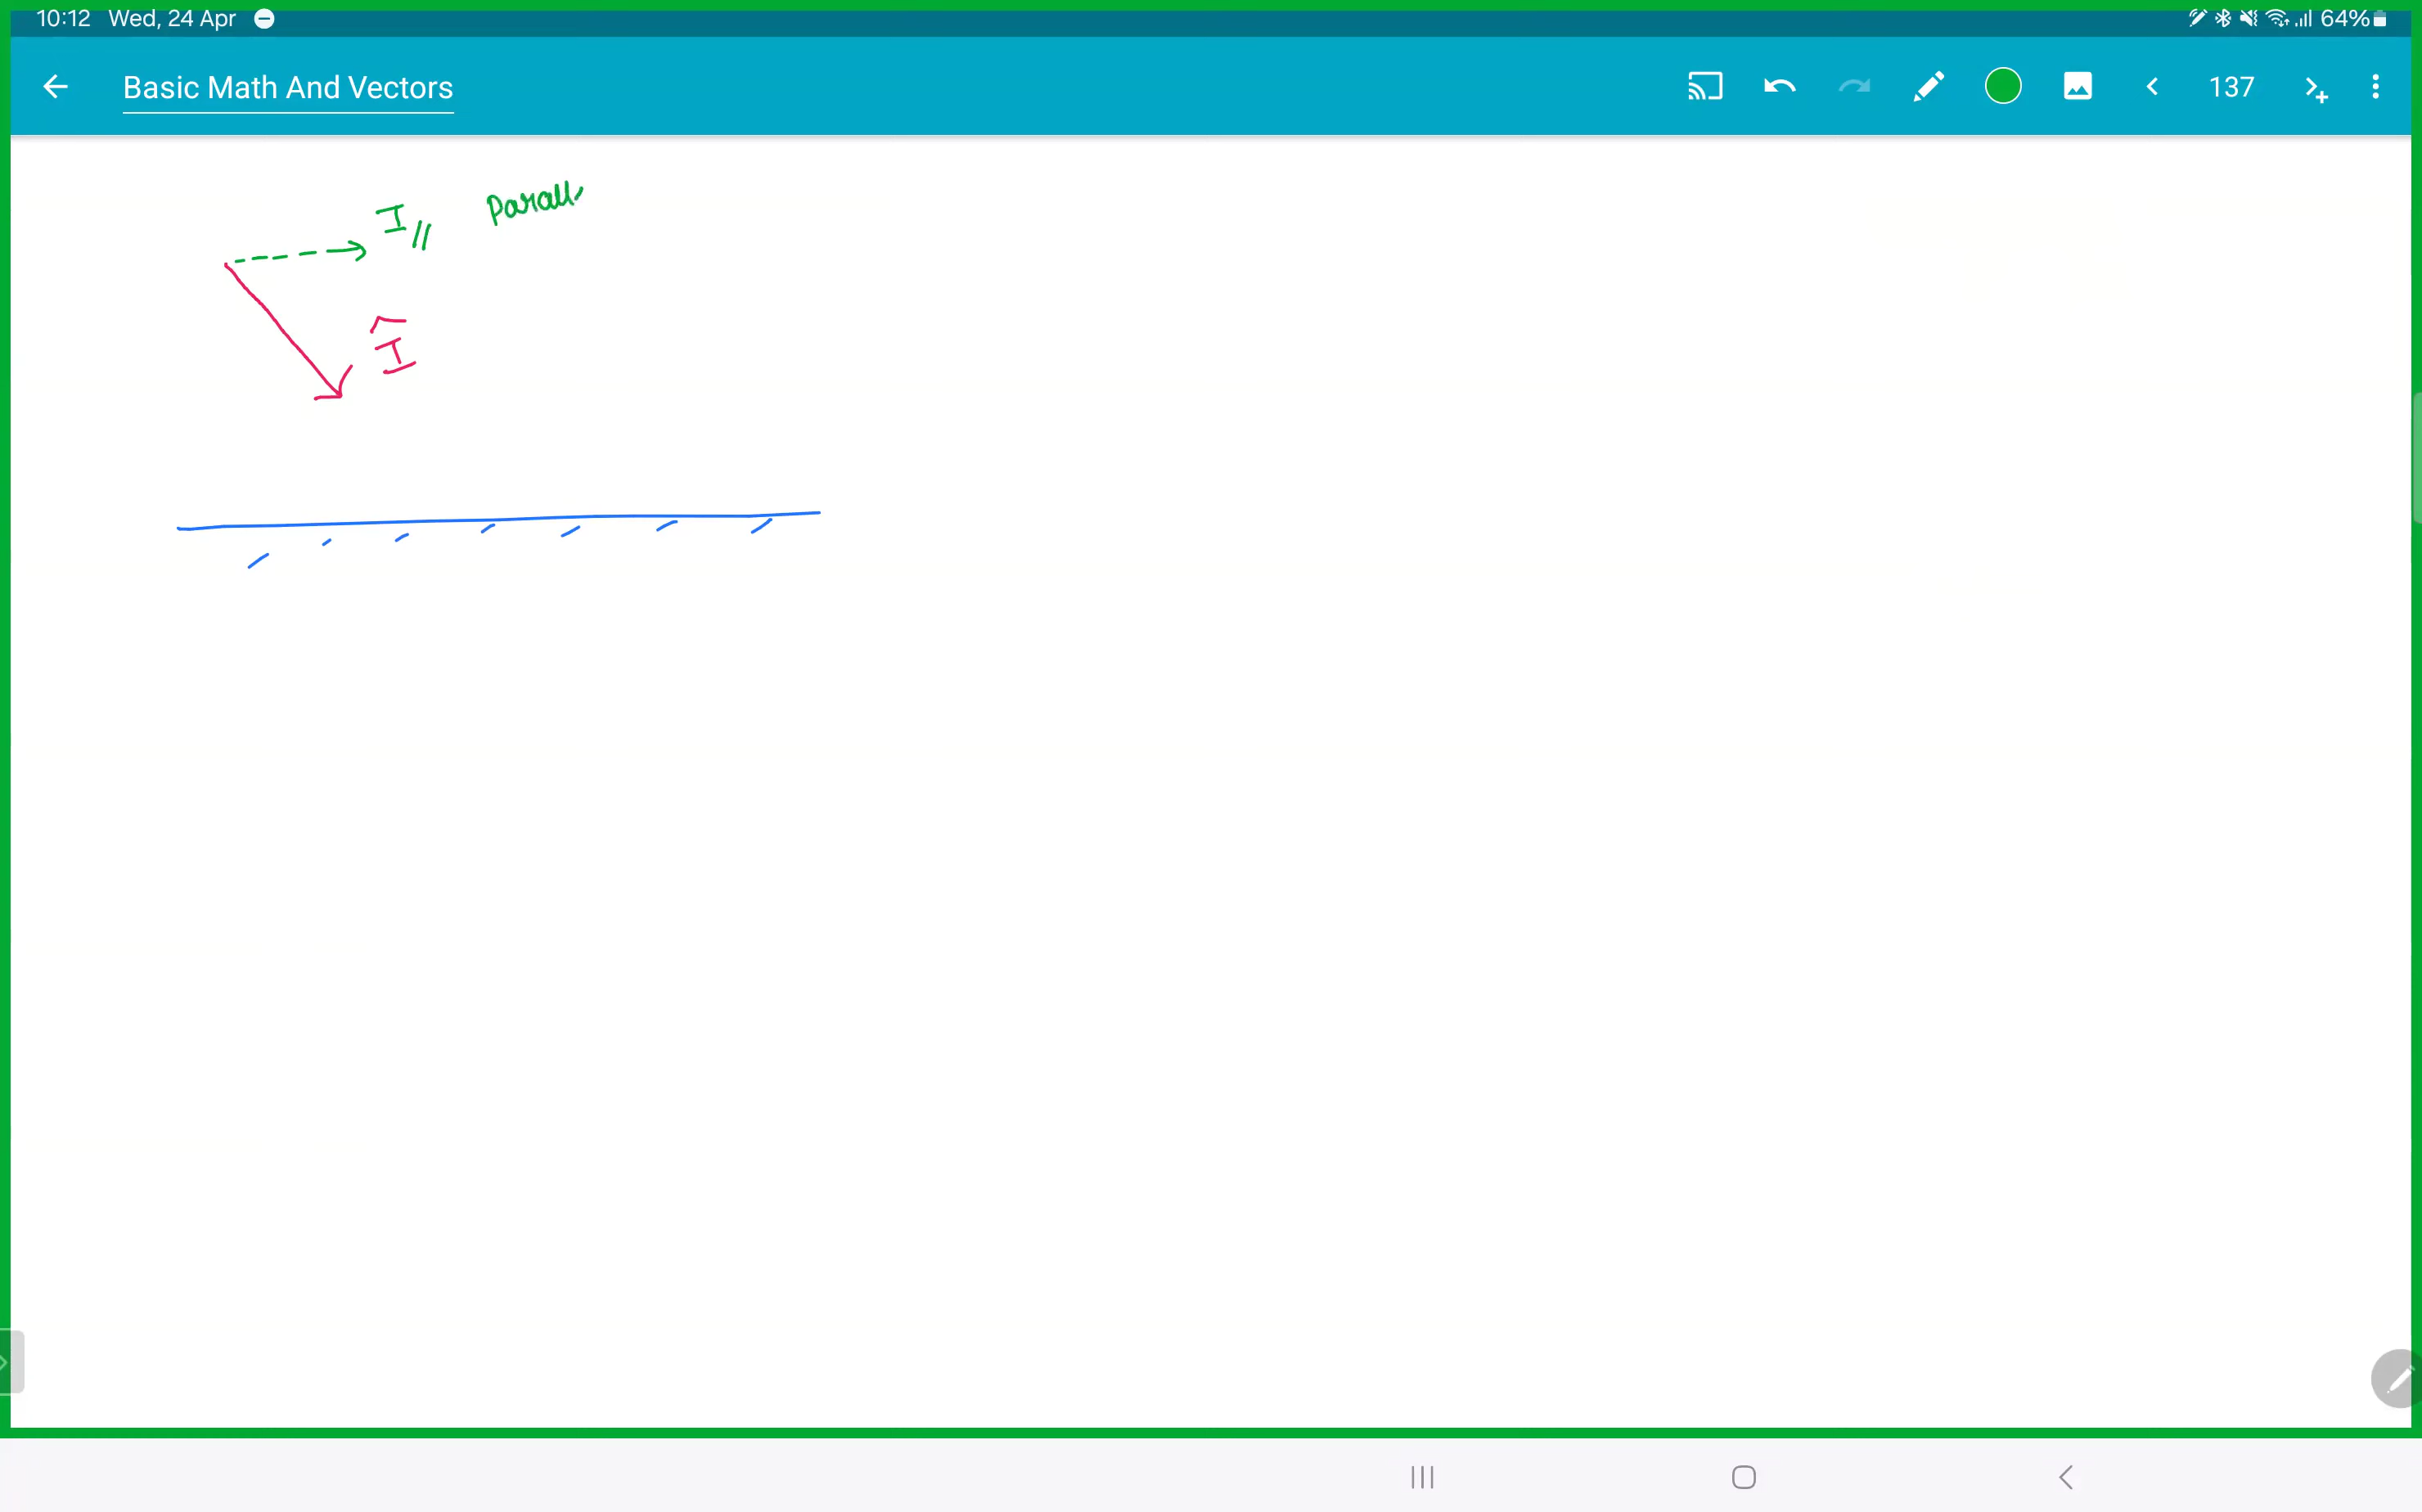 10:12 Wed, 24 Apr 64%
Basic Math And Vectors 137
I∥ parall
Î